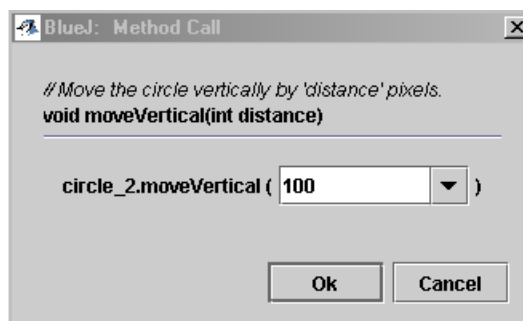 BlueJ: Method Call
// Move the circle vertically by 'distance' pixels.
void moveVertical(int distance)
circle_2.moveVertical ( 100 )
Ok Cancel